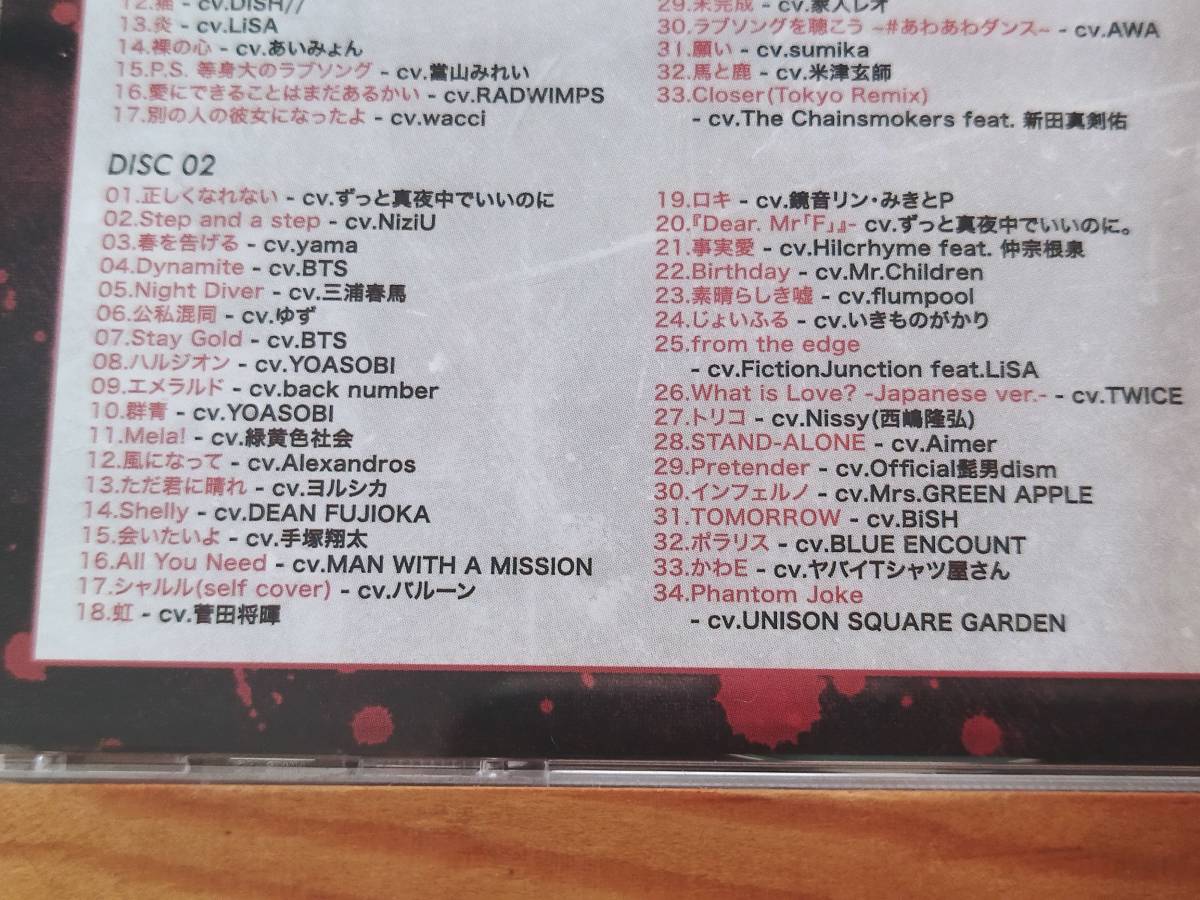 12.猫 - cv.DISH//
13.炎 - cv.LiSA
14.裸の心 - cv.あいみょん
15.P.S. 等身大のラブソング - cv.當山みれい
16.愛にできることはまだあるかい - cv.RADWIMPS
17.別の人の彼女になったよ - cv.wacci
29.未完成 - cv.家入レオ
30.ラブソングを聴こう ~#あわあわダンス~ - cv.AWA
31.願い - cv.sumika
32.馬と鹿 - cv.米津玄師
33.Closer(Tokyo Remix)
- cv.The Chainsmokers feat. 新田真剣佑
DISC 02
01.正しくなれない - cv.ずっと真夜中でいいのに
02.Step and a step - cv.NiziU
03.春を告げる - cv.yama
04.Dynamite - cv.BTS
05.Night Diver - cv.三浦春馬
06.公私混同 - cv.ゆず
07.Stay Gold - cv.BTS
08.ハルジオン - cv.YOASOBI
09.エメラルド - cv.back number
10.群青 - cv.YOASOBI
11.Mela! - cv.緑黄色社会
12.風になって - cv.Alexandros
13.ただ君に晴れ - cv.ヨルシカ
14.Shelly - cv.DEAN FUJIOKA
15.会いたいよ - cv.手塚翔太
16.All You Need - cv.MAN WITH A MISSION
17.シャルル(self cover) - cv.バルーン
18.虹 - cv.菅田将暉
19.ロキ - cv.鏡音リン・みきとP
20.『Dear. Mr「F」』- cv.ずっと真夜中でいいのに。
21.事実愛 - cv.Hilcrhyme feat. 仲宗根泉
22.Birthday - cv.Mr.Children
23.素晴らしき嘘 - cv.flumpool
24.じょいふる - cv.いきものがかり
25.from the edge
- cv.FictionJunction feat.LiSA
26.What is Love? -Japanese ver.- - cv.TWICE
27.トリコ - cv.Nissy(西嶋隆弘)
28.STAND-ALONE - cv.Aimer
29.Pretender - cv.Official髭男dism
30.インフェルノ - cv.Mrs.GREEN APPLE
31.TOMORROW - cv.BiSH
32.ポラリス - cv.BLUE ENCOUNT
33.かわE - cv.ヤバイTシャツ屋さん
34.Phantom Joke
- cv.UNISON SQUARE GARDEN